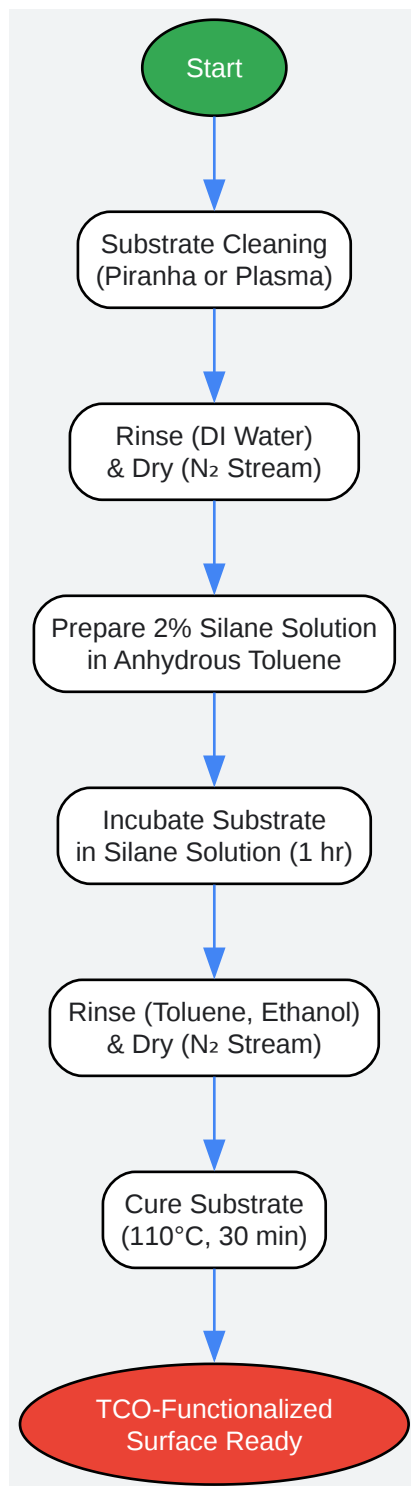 Start
Substrate Cleaning
(Piranha or Plasma)
Rinse (DI Water)
& Dry (N₂ Stream)
Prepare 2% Silane Solution
in Anhydrous Toluene
Incubate Substrate
in Silane Solution (1 hr)
Rinse (Toluene, Ethanol)
& Dry (N₂ Stream)
Cure Substrate
(110°C, 30 min)
TCO-Functionalized
Surface Ready